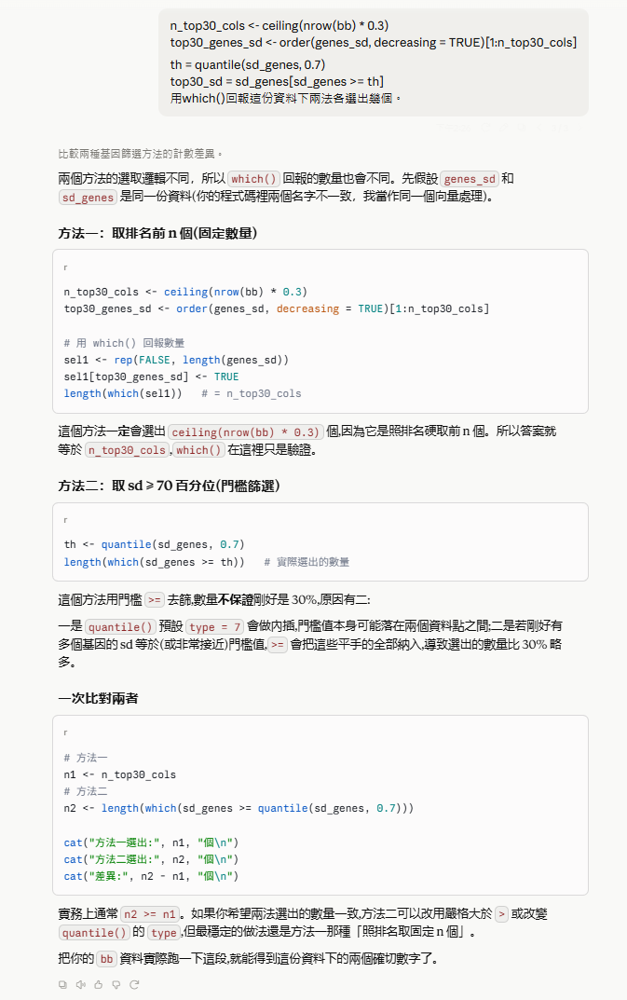 n_top30_cols <- ceiling(nrow(bb) * 0.3)
top30_genes_sd <- order(genes_sd, decreasing = TRUE)[1:n_top30_cols]
th = quantile(sd_genes, 0.7)
top30_sd = sd_genes[sd_genes >= th]
用which()回報這份資料下兩法各選出幾個。
比較兩種基因篩選方法的計數差異。
兩個方法的選取邏輯不同，所以 which() 回報的數量也會不同。先假設 genes_sd 和
sd_genes 是同一份資料(你的程式碼裡兩個名字不一致，我當作同一個向量處理)。
方法一：取排名前 n 個(固定數量)
r
n_top30_cols <- ceiling(nrow(bb) * 0.3)
top30_genes_sd <- order(genes_sd, decreasing = TRUE)[1:n_top30_cols]
# 用 which() 回報數量
sel1 <- rep(FALSE, length(genes_sd))
sel1[top30_genes_sd] <- TRUE
length(which(sel1))   # = n_top30_cols
這個方法一定會選出 ceiling(nrow(bb) * 0.3) 個,因為它是照排名硬取前 n 個。所以答案就
等於 n_top30_cols,which() 在這裡只是驗證。
方法二：取 sd ≥ 70 百分位(門檻篩選)
r
th <- quantile(sd_genes, 0.7)
length(which(sd_genes >= th))   # 實際選出的數量
這個方法用門檻 >= 去篩,數量不保證剛好是 30%,原因有二:
一是 quantile() 預設 type = 7 會做內插,門檻值本身可能落在兩個資料點之間;二是若剛好有
多個基因的 sd 等於(或非常接近)門檻值,>= 會把這些平手的全部納入,導致選出的數量比 30% 略
多。
一次比對兩者
r
# 方法一
n1 <- n_top30_cols
# 方法二
n2 <- length(which(sd_genes >= quantile(sd_genes, 0.7)))
cat("方法一選出:", n1, "個\n")
cat("方法二選出:", n2, "個\n")
cat("差異:", n2 - n1, "個\n")
實務上通常 n2 >= n1。如果你希望兩法選出的數量一致,方法二可以改用嚴格大於 > 或改變
quantile() 的 type,但最穩定的做法還是方法一那種「照排名取固定 n 個」。
把你的 bb 資料實際跑一下這段,就能得到這份資料下的兩個確切數字了。